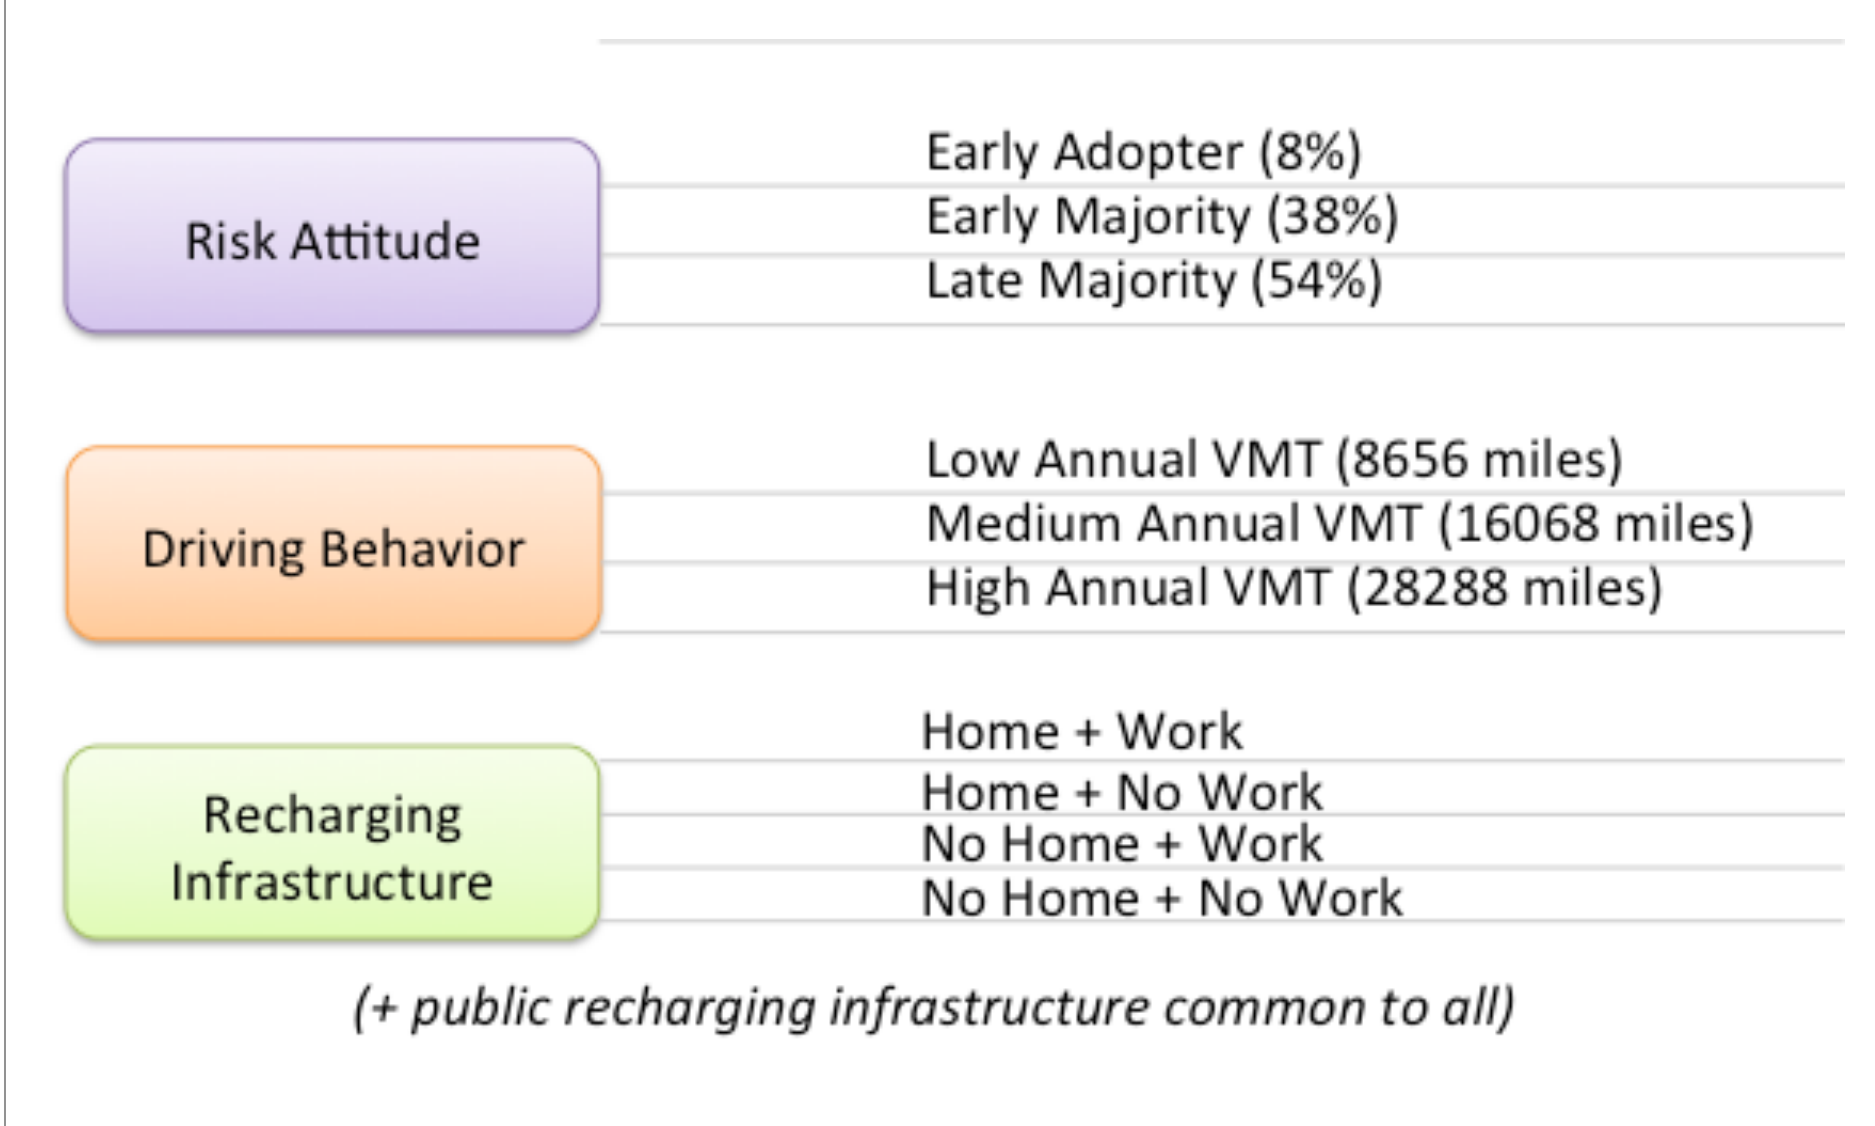 Risk Attitude
Early Adopter (8%)
Early Majority (38%)
Late Majority (54%)
Driving Behavior
Low Annual VMT (8656 miles)
Medium Annual VMT (16068 miles)
High Annual VMT (28288 miles)
Recharging
Infrastructure
Home + Work
Home + No Work
No Home + Work
No Home + No Work
(+ public recharging infrastructure common to all)